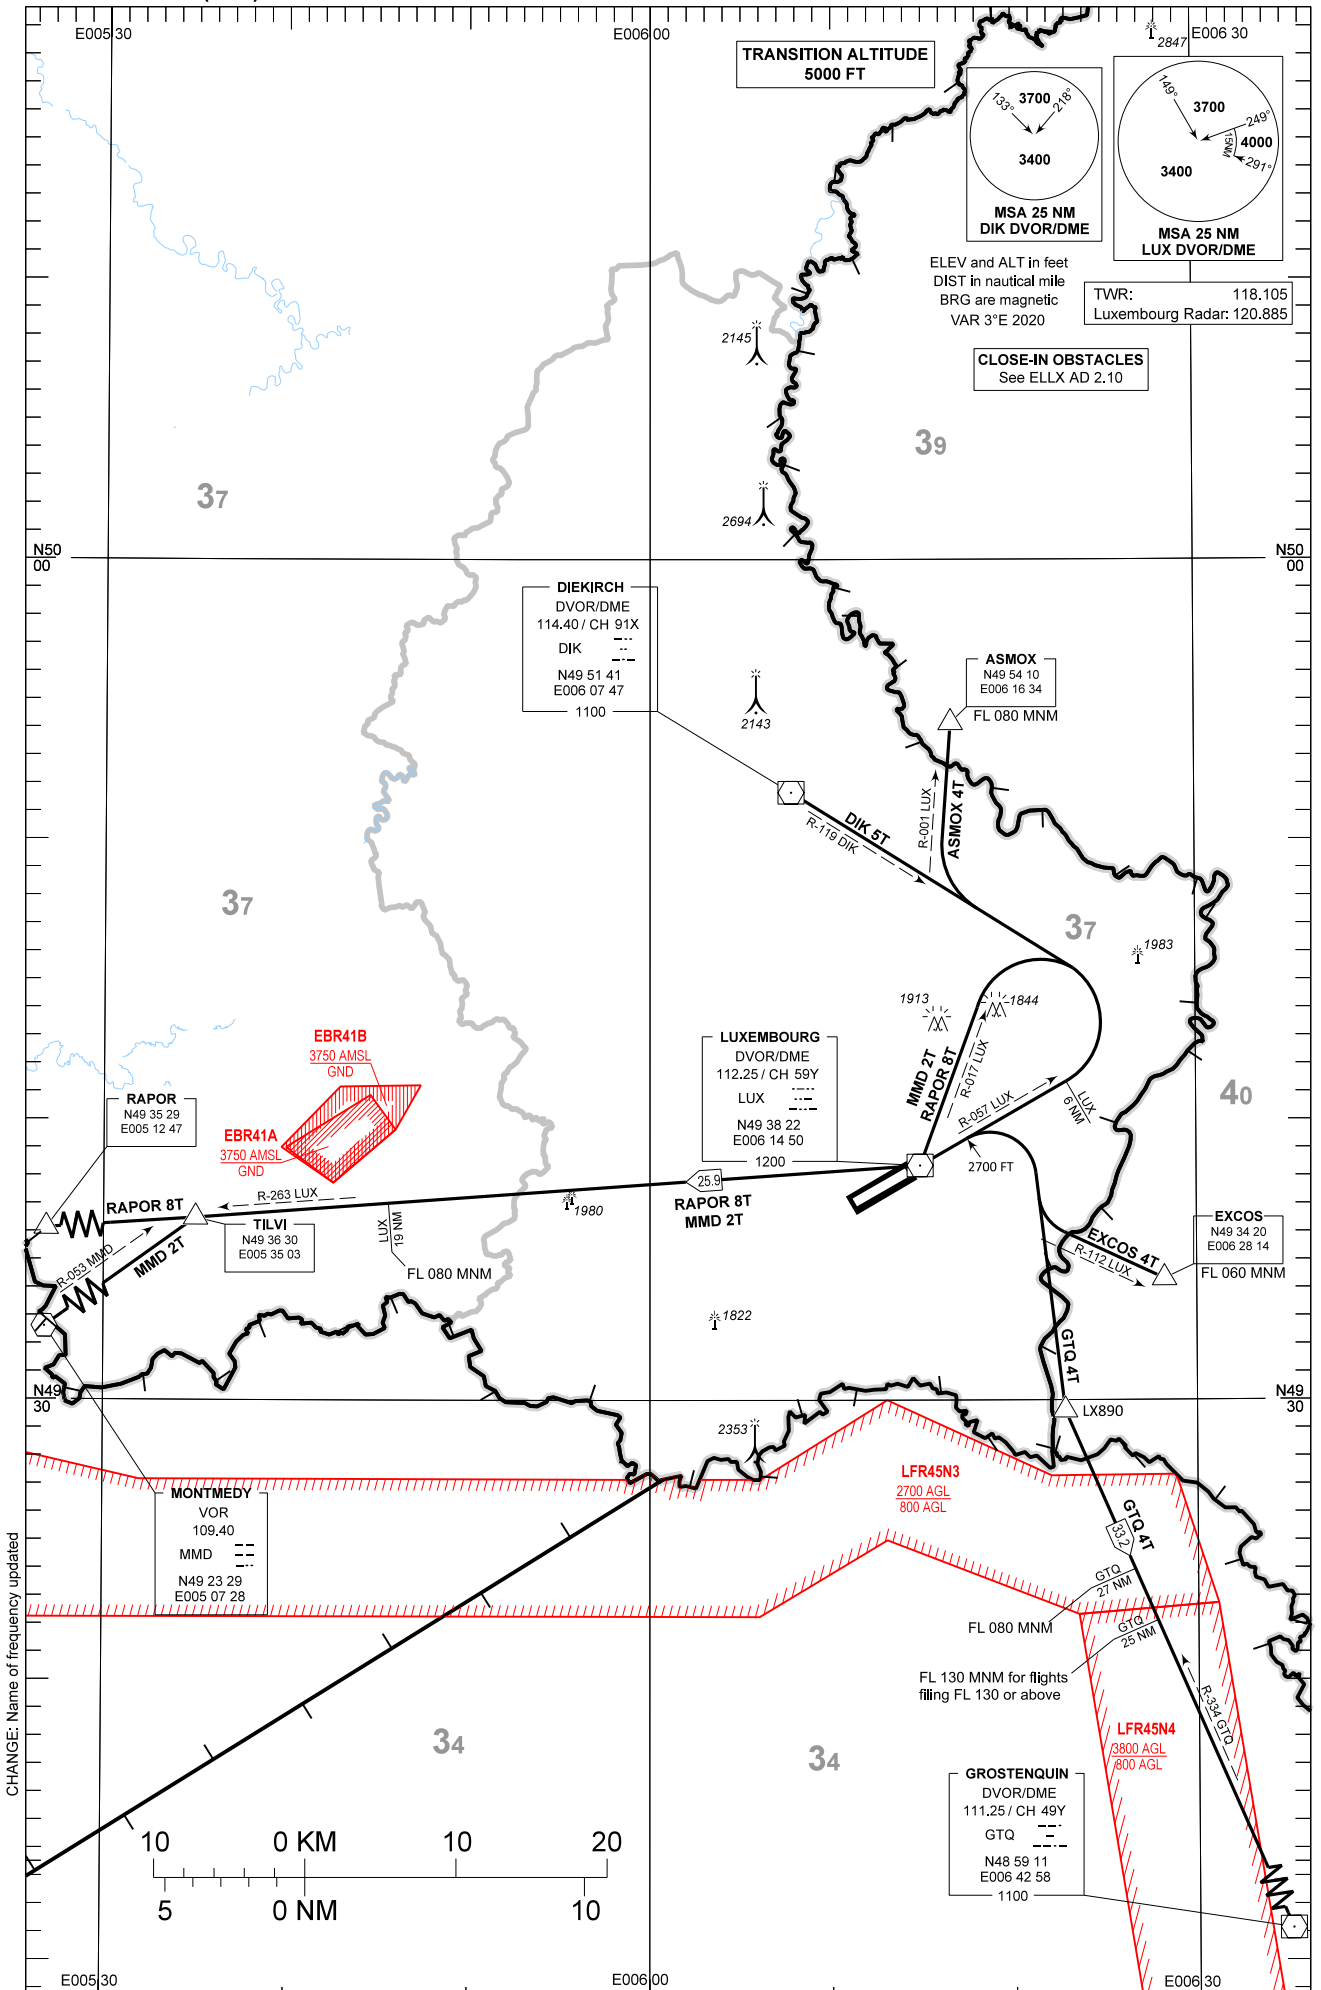 E005 30
E006 00
E006 30
2847
TRANSITION ALTITUDE
5000 FT
3700
133°
218°
3400
MSA 25 NM
DIK DVOR/DME
149°
3700
249°
15NM
4000
291°
3400
MSA 25 NM
LUX DVOR/DME
ELEV and ALT in feet
DIST in nautical mile
BRG are magnetic
VAR 3°E 2020
TWR: 118.105
Luxembourg Radar: 120.885
CLOSE-IN OBSTACLES
See ELLX AD 2.10
2145
39
37
2694
N50
00
N50
00
DIEKIRCH
DVOR/DME
114.40 / CH 91X
DIK
N49 51 41
E006 07 47
1100
2143
ASMOX
N49 54 10
E006 16 34
FL 080 MNM
DIK 5T
R-119 DIK
R-001 LUX
ASMOX 4T
37
37
1983
1913
1844
EBR41B
3750 AMSL
GND
EBR41A
3750 AMSL
GND
LUXEMBOURG
DVOR/DME
112.25 / CH 59Y
LUX
N49 38 22
E006 14 50
1200
MMD 2T
RAPOR 8T
R-017 LUX
R-057 LUX
LUX
6 NM
2700 FT
40
RAPOR
N49 35 29
E005 12 47
RAPOR 8T
R-263 LUX
25.9
RAPOR 8T
MMD 2T
TILVI
N49 36 30
E005 35 03
R-053 MMD
MMD 2T
LUX
19 NM
FL 080 MNM
1980
1822
EXCOS
N49 34 20
E006 28 14
FL 060 MNM
EXCOS 4T
R-112 LUX
GTQ 4T
N49
30
N49
30
LX890
2353
LFR45N3
2700 AGL
800 AGL
MONTMEDY
VOR
109.40
MMD
N49 23 29
E005 07 28
GTQ 4T
33.2
GTQ
27 NM
FL 080 MNM
GTQ
25 NM
FL 130 MNM for flights
filing FL 130 or above
R-334 GTQ
LFR45N4
3800 AGL
800 AGL
34
34
GROSTENQUIN
DVOR/DME
111.25 / CH 49Y
GTQ
N48 59 11
E006 42 58
1100
CHANGE: Name of frequency updated
10 0 KM 10 20
5 0 NM 10
E005 30
E006 00
E006 30